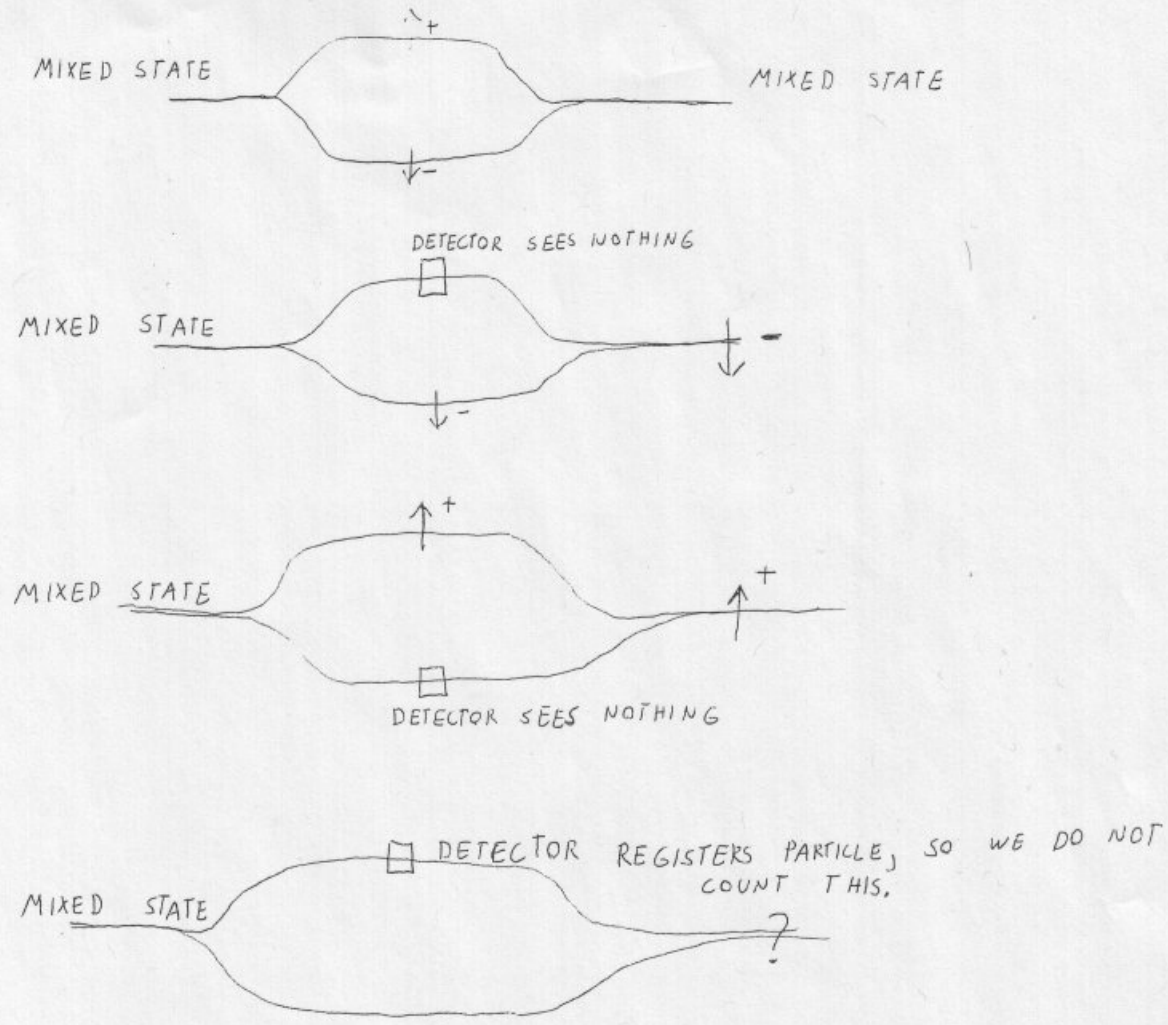 +
MIXED STATE
MIXED STATE
-
DETECTOR SEES NOTHING
MIXED STATE
-
-
+
MIXED STATE
+
DETECTOR SEES NOTHING
DETECTOR REGISTERS PARTICLE, SO WE DO NOT
COUNT THIS.
MIXED STATE
?